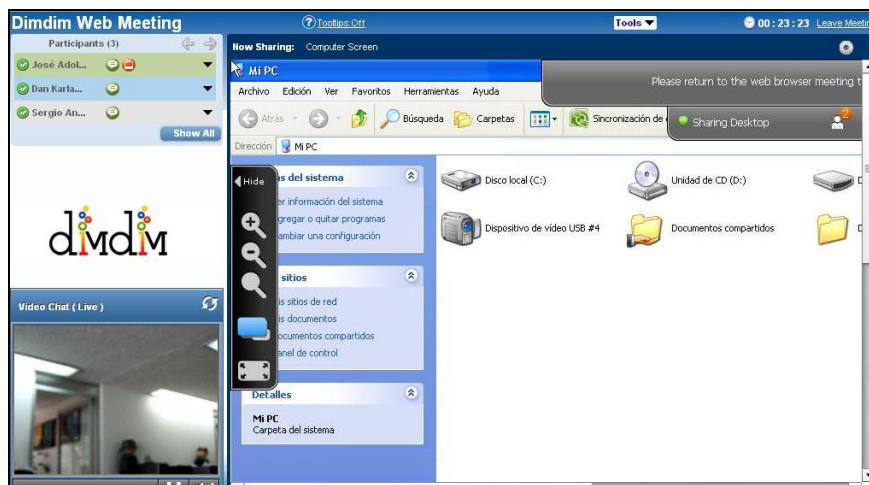 Dimdim Web Meeting
Tooltips:Off
Tools
00:23:23
Leave Meetin
Participants (3)
José Adol...
Dan Karla...
Sergio An...
Show All
dimdim
Video Chat ( Live )
Now Sharing: Computer Screen
Mi PC
Please return to the web browser meeting t
Archivo Edición Ver Favoritos Herramientas Ayuda
Atrás Búsqueda Carpetas Sincronización de
Sharing Desktop
2
Dirección Mi PC
Hide
as del sistema
er información del sistema
gregar o quitar programas
ambiar una configuración
sitios
is sitios de red
is documentos
ocumentos compartidos
anel de control
Detalles
Mi PC
Carpeta del sistema
Disco local (C:)
Unidad de CD (D:)
D
Dispositivo de vídeo USB #4
Documentos compartidos